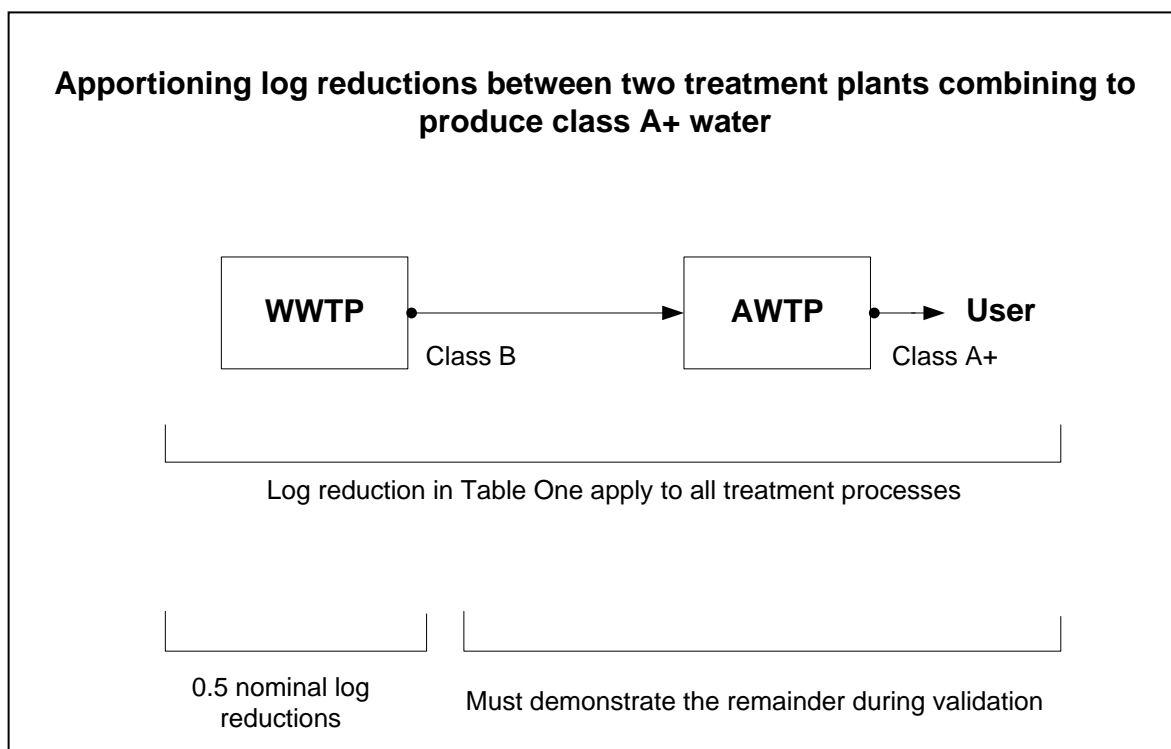 Apportioning log reductions between two treatment plants combining to
produce class A+ water
WWTP
AWTP
User
Class B
Class A+
Log reduction in Table One apply to all treatment processes
0.5 nominal log
reductions
Must demonstrate the remainder during validation